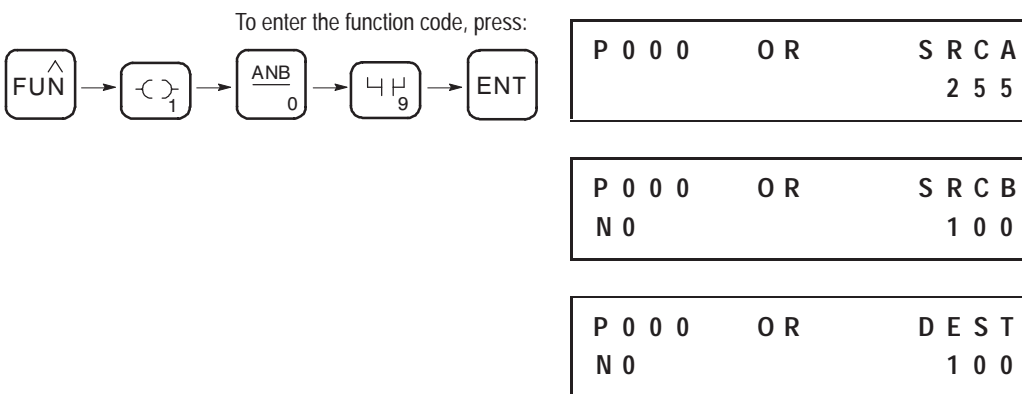 To enter the function code, press:
FUN
1
ANB
0
9
ENT
P000 OR SRCA
255
P000 OR SRCB
N0 100
P000 OR DEST
N0 100